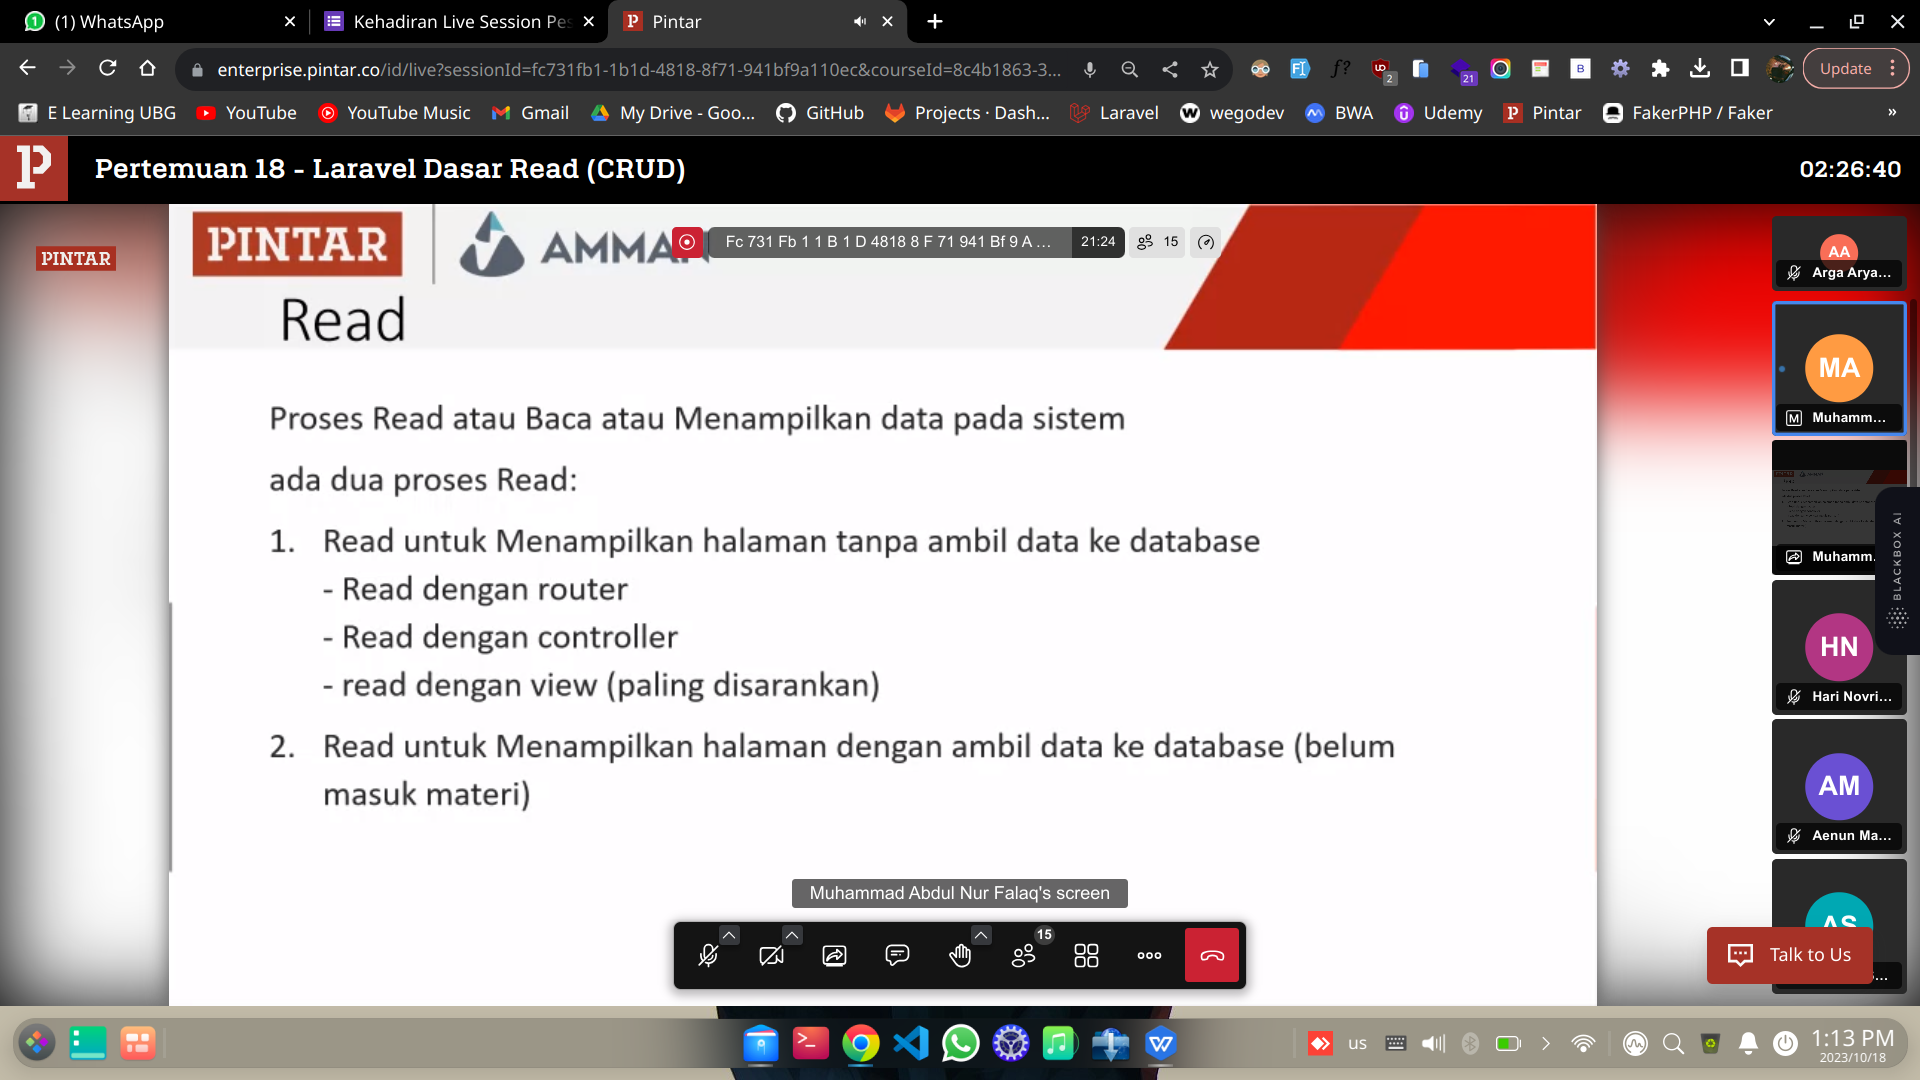 (1) WhatsApp
Kehadiran Live Session Pes
Pintar
enterprise.pintar.co/id/live?sessionId=fc731fb1-1b1d-4818-8f71-941bf9a110ec&courseId=8c4b1863-3...
2
21
Update
E Learning UBG
YouTube
YouTube Music
Gmail
My Drive - Goo...
GitHub
Projects · Dash...
Laravel
wegodev
BWA
Udemy
Pintar
FakerPHP / Faker
»
Pertemuan 18 - Laravel Dasar Read (CRUD)
02:26:40
PINTAR
PINTAR
AMMAN
Fc 731 Fb 1 1 B 1 D 4818 8 F 71 941 Bf 9 A ...
21:24
15
Read
Proses Read atau Baca atau Menampilkan data pada sistem
ada dua proses Read:
1. Read untuk Menampilkan halaman tanpa ambil data ke database
- Read dengan router
- Read dengan controller
- read dengan view (paling disarankan)
2. Read untuk Menampilkan halaman dengan ambil data ke database (belum
masuk materi)
AA
Arga Arya...
MA
Muhamm...
Muhamm.
BLACKBOX AI
HN
Hari Novri...
AM
Aenun Ma...
AS
Talk to Us
Muhammad Abdul Nur Falaq's screen
15
us
1:13 PM
2023/10/18